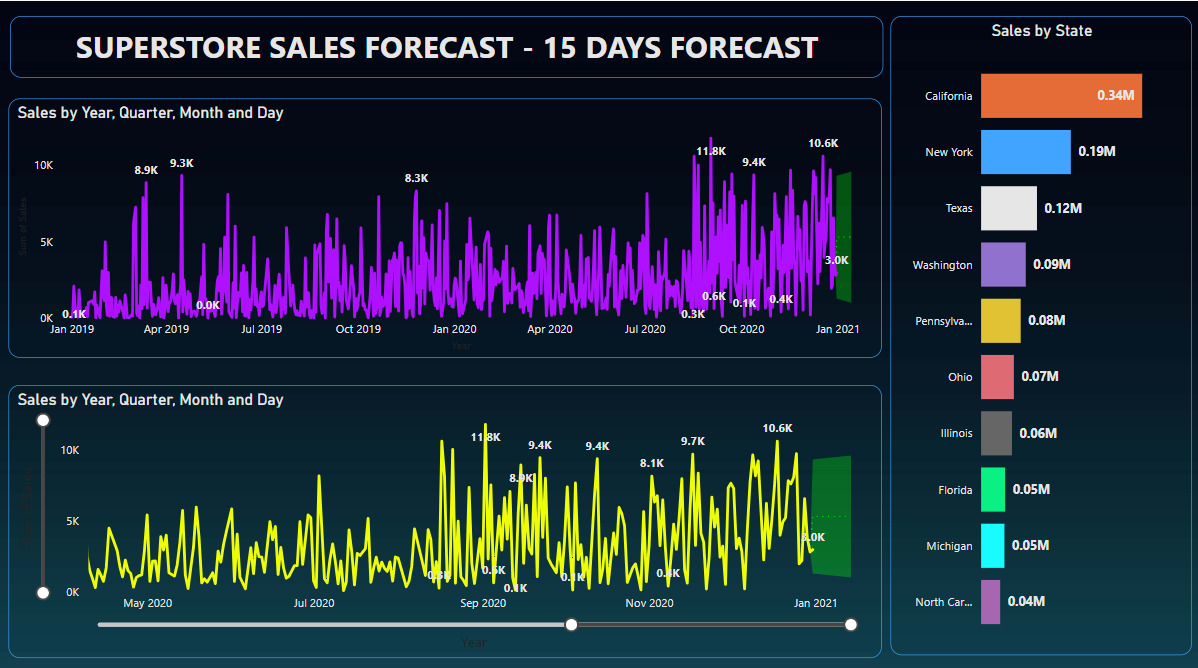 SUPERSTORE SALES FORECAST - 15 DAYS FORECAST
Sales by Year, Quarter, Month and Day
Sum of Sales
10K
5K
0K
0.1K
8.9K
9.3K
0.0K
8.3K
11.8K
9.4K
10.6K
3.0K
0.3K
0.6K
0.1K
0.4K
Jan 2019
Apr 2019
Jul 2019
Oct 2019
Jan 2020
Apr 2020
Jul 2020
Oct 2020
Jan 2021
Year
Sales by Year, Quarter, Month and Day
10K
5K
0K
11.8K
8.9K
9.4K
9.4K
8.1K
9.7K
10.6K
3.0K
0.1K
0.1K
May 2020
Jul 2020
Sep 2020
Nov 2020
Jan 2021
Year
Sales by State
California 0.34M
New York 0.19M
Texas 0.12M
Washington 0.09M
Pennsylva... 0.08M
Ohio 0.07M
Illinois 0.06M
Florida 0.05M
Michigan 0.05M
North Car... 0.04M